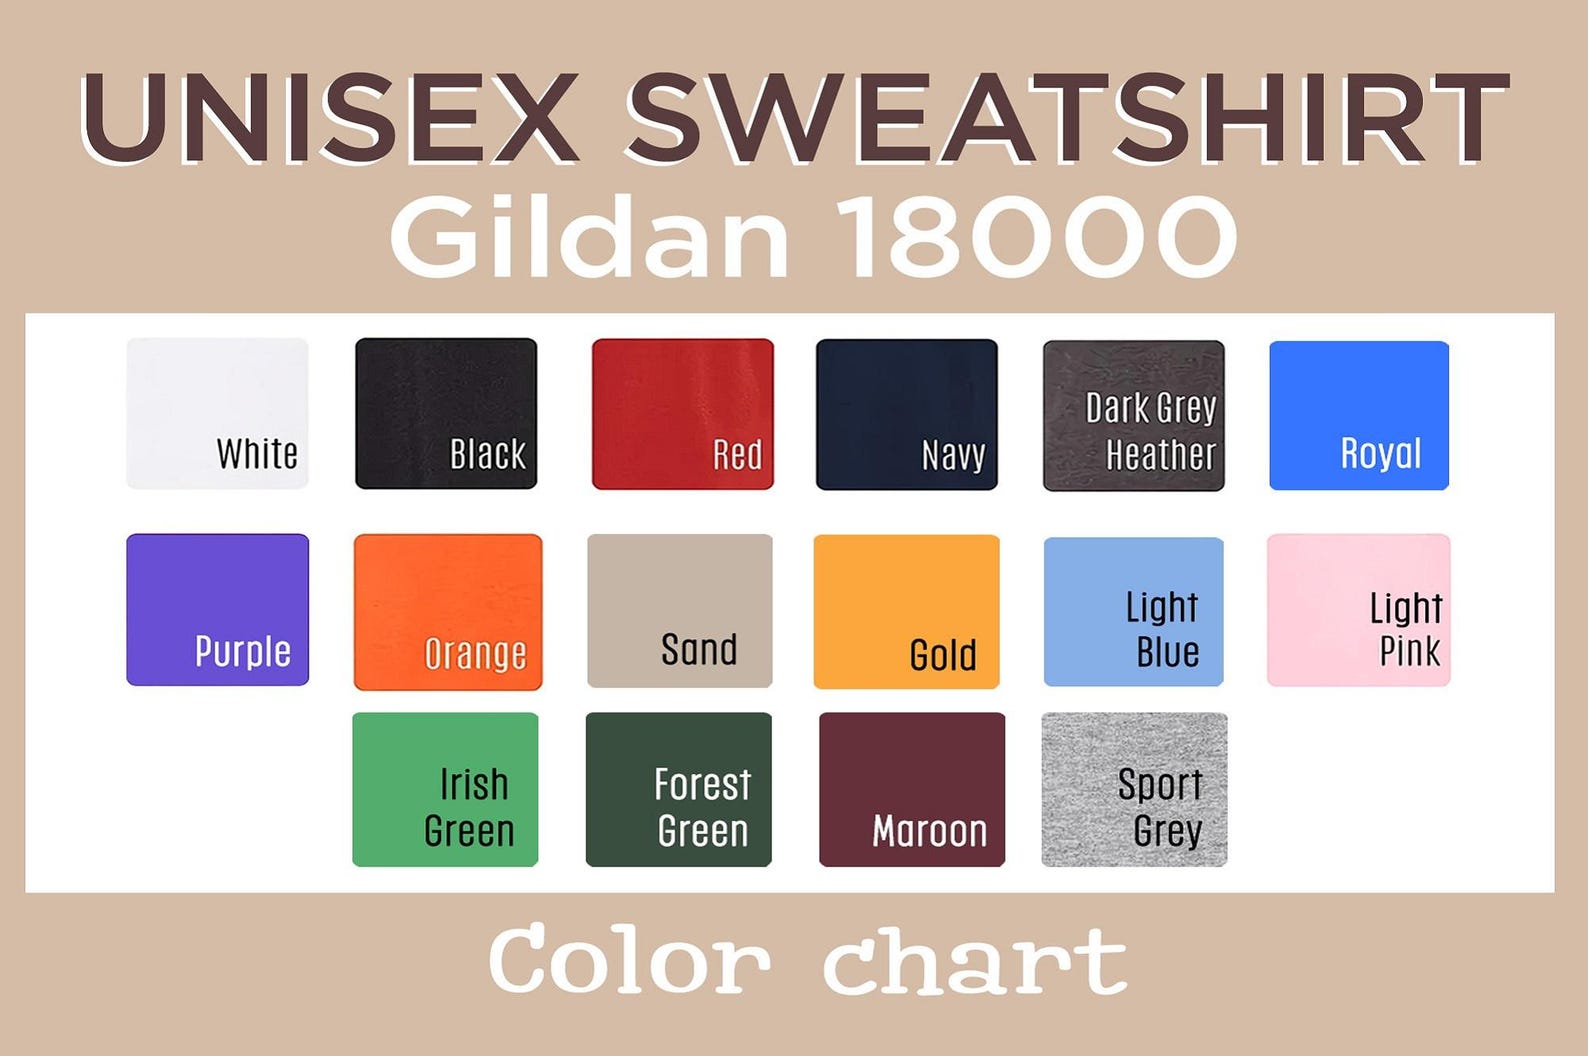 UNISEX SWEATSHIRT
Gildan 18000
White
Black
Red
Navy
Dark Grey
Heather
Royal
Purple
Orange
Sand
Gold
Light
Blue
Light
Pink
Irish
Green
Forest
Green
Maroon
Sport
Grey
Color chart